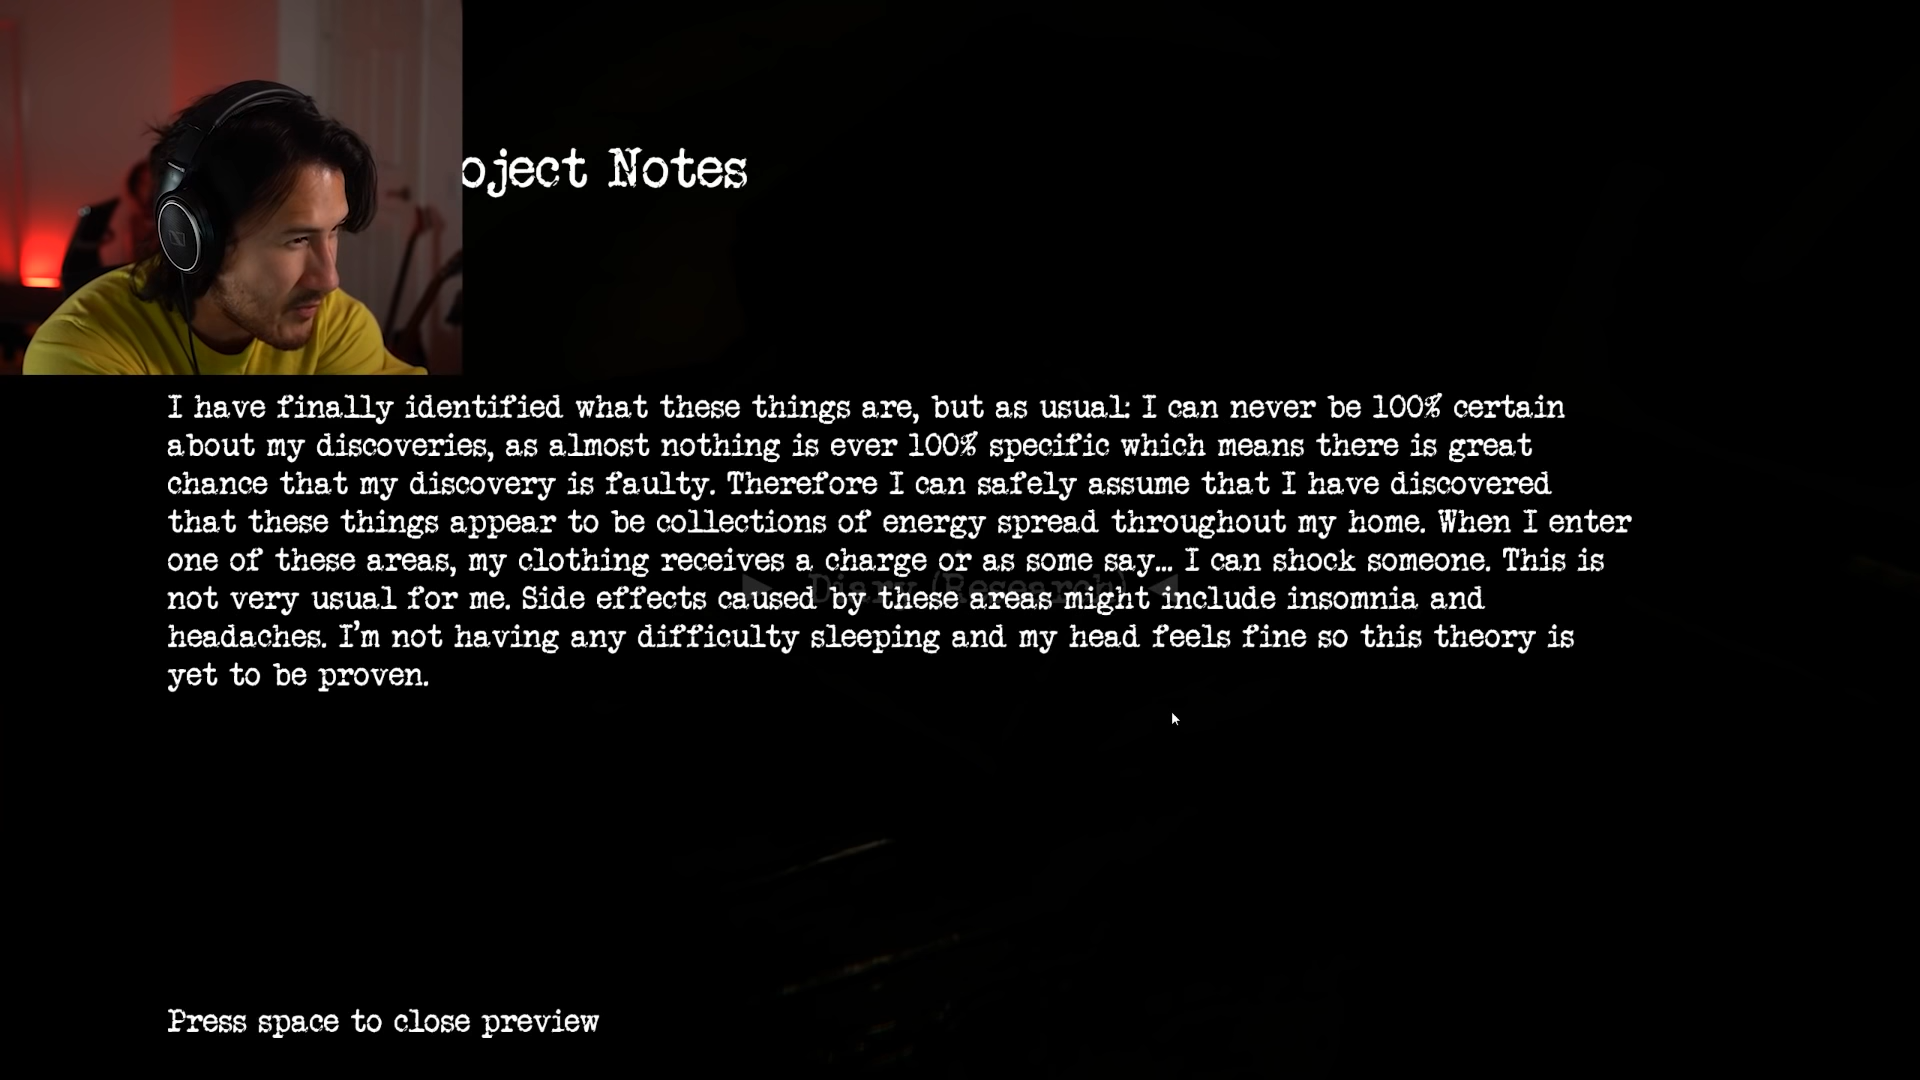 oject Notes
I have finally identified what these things are, but as usual: I can never be 100% certain
about my discoveries, as almost nothing is ever 100% specific which means there is great
chance that my discovery is faulty. Therefore I can safely assume that I have discovered
that these things appear to be collections of energy spread throughout my home. When I enter
one of these areas, my clothing receives a charge or as some say... I can shock someone. This is
Diary (Research)
not very usual for me. Side effects caused by these areas might include insomnia and
headaches. I'm not having any difficulty sleeping and my head feels fine so this theory is
yet to be proven.
Press space to close preview